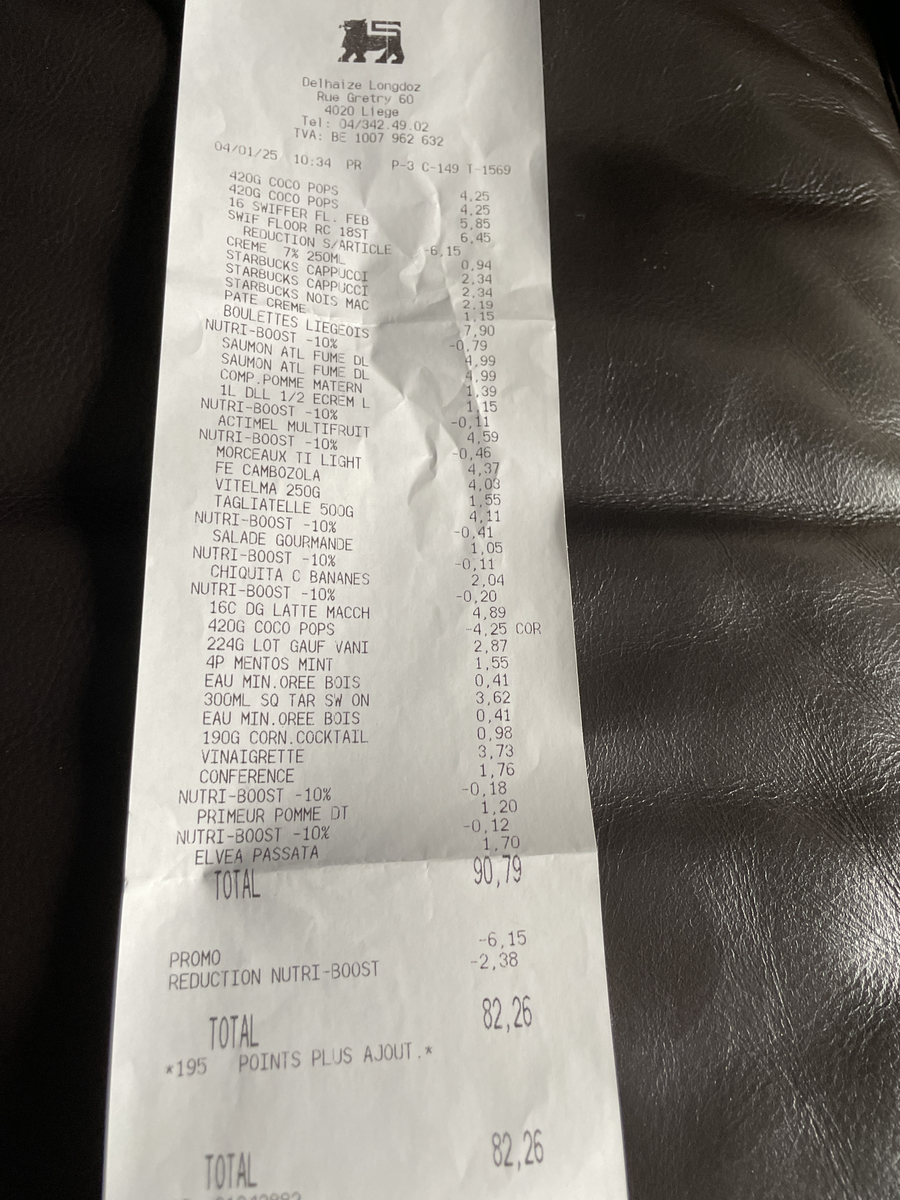 Delhaize Longdoz
Rue Gretry 60
4020 Liege
Tel: 04/342.49.02
TVA: BE 1007 962 632
04/01/25 10:34 PR P-3 C-149 T-1569
420G COCO POPS 4,25
420G COCO POPS 4,25
16 SWIFFER FL. FEB 5,85
SWIF FLOOR RC 18ST 6,45
REDUCTION S/ARTICLE -6,15
CREME 7% 250ML 0,94
STARBUCKS CAPPUCCI 2,34
STARBUCKS CAPPUCCI 2,34
STARBUCKS NOIS MAC 2,19
PATE CREME 1,15
BOULETTES LIEGEOIS 7,90
NUTRI-BOOST -10% -0,79
SAUMON ATL FUME DL 4,99
SAUMON ATL FUME DL 4,99
COMP.POMME MATERN 1,39
1L DLL 1/2 ECREM L 1,15
NUTRI-BOOST -10% -0,11
ACTIMEL MULTIFRUIT 4,59
NUTRI-BOOST -10% -0,46
MORCEAUX TI LIGHT 4,37
FE CAMBOZOLA 4,03
VITELMA 250G 1,55
TAGLIATELLE 500G 4,11
NUTRI-BOOST -10% -0,41
SALADE GOURMANDE 1,05
NUTRI-BOOST -10% -0,11
CHIQUITA C BANANES 2,04
NUTRI-BOOST -10% -0,20
16C DG LATTE MACCH 4,89
420G COCO POPS -4,25 COR
224G LOT GAUF VANI 2,87
4P MENTOS MINT 1,55
EAU MIN.OREE BOIS 0,41
300ML SQ TAR SW ON 3,62
EAU MIN.OREE BOIS 0,41
190G CORN.COCKTAIL 0,98
VINAIGRETTE 3,73
CONFERENCE 1,76
NUTRI-BOOST -10% -0,18
PRIMEUR POMME DT 1,20
NUTRI-BOOST -10% -0,12
ELVEA PASSATA 1,70
TOTAL 90,79
PROMO -6,15
REDUCTION NUTRI-BOOST -2,38
TOTAL 82,26
*195 POINTS PLUS AJOUT.*
TOTAL 82,26